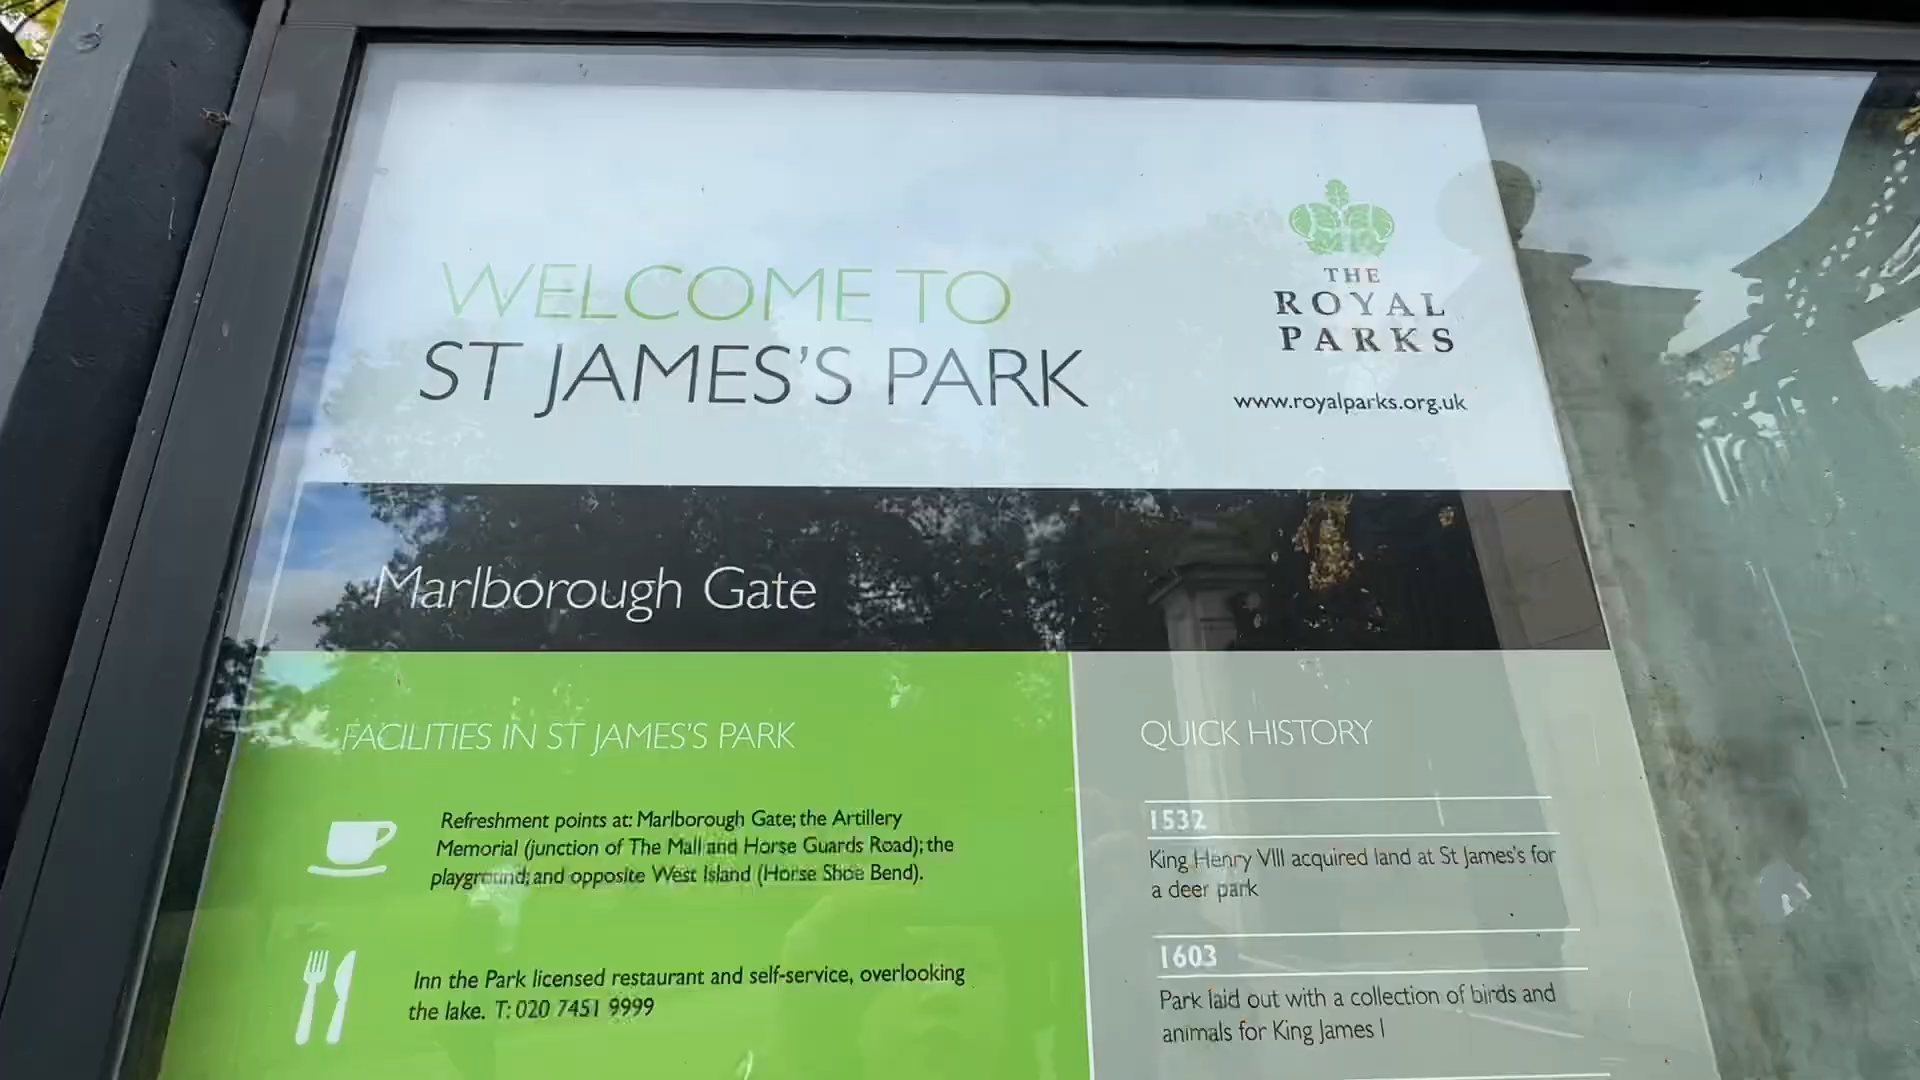 WELCOME TO
ST JAMES'S PARK
THE
ROYAL
PARKS
www.royalparks.org.uk
Marlborough Gate
FACILITIES IN ST JAMES'S PARK
Refreshment points at: Marlborough Gate; the Artillery
Memorial (junction of The Mall and Horse Guards Road); the
playground; and opposite West Island (Horse Shoe Bend).
Inn the Park licensed restaurant and self-service, overlooking
the lake. T: 020 7451 9999
QUICK HISTORY
1532
King Henry VIII acquired land at St James's for
a deer park
1603
Park laid out with a collection of birds and
animals for King James I